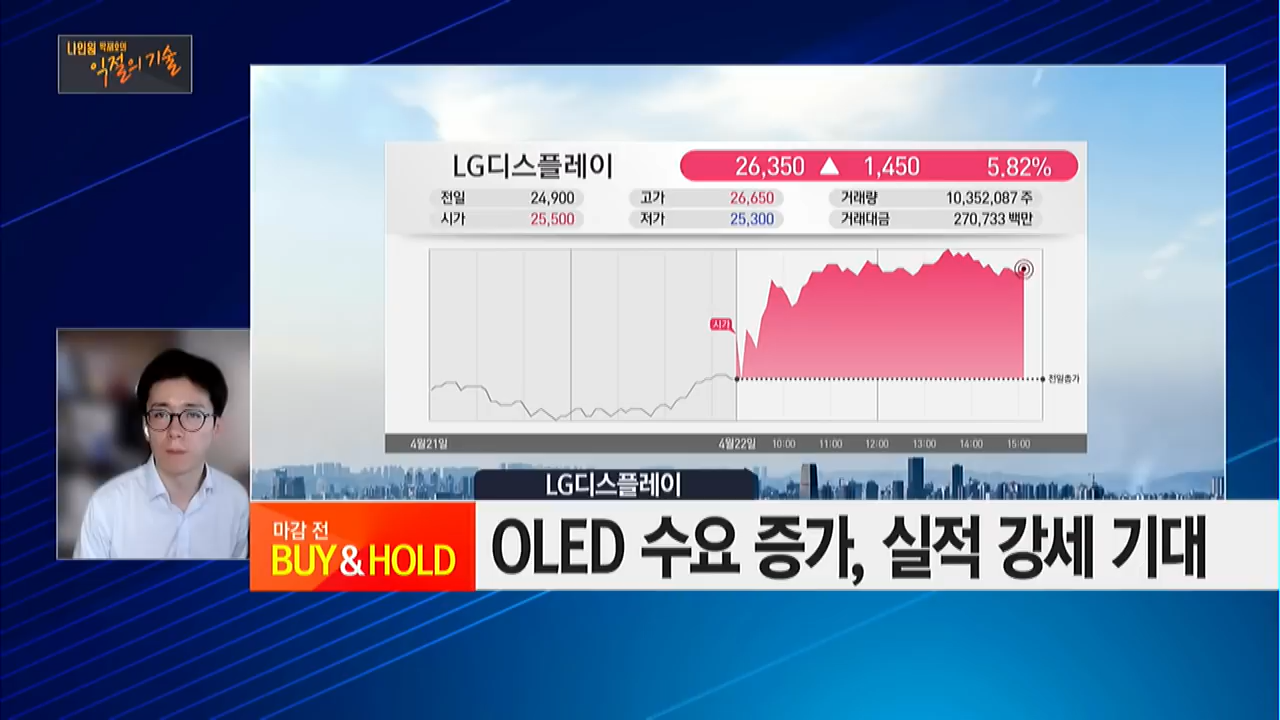 나인원 박제호의
익절의 기술
LG디스플레이 26,350 ▲ 1,450 5.82%
전일 24,900 고가 26,650 거래량 10,352,087 주
시가 25,500 저가 25,300 거래대금 270,733 백만
시가
전일종가
4월21일 4월22일 10:00 11:00 12:00 13:00 14:00 15:00
LG디스플레이
마감 전
BUY&HOLD
OLED 수요 증가, 실적 강세 기대